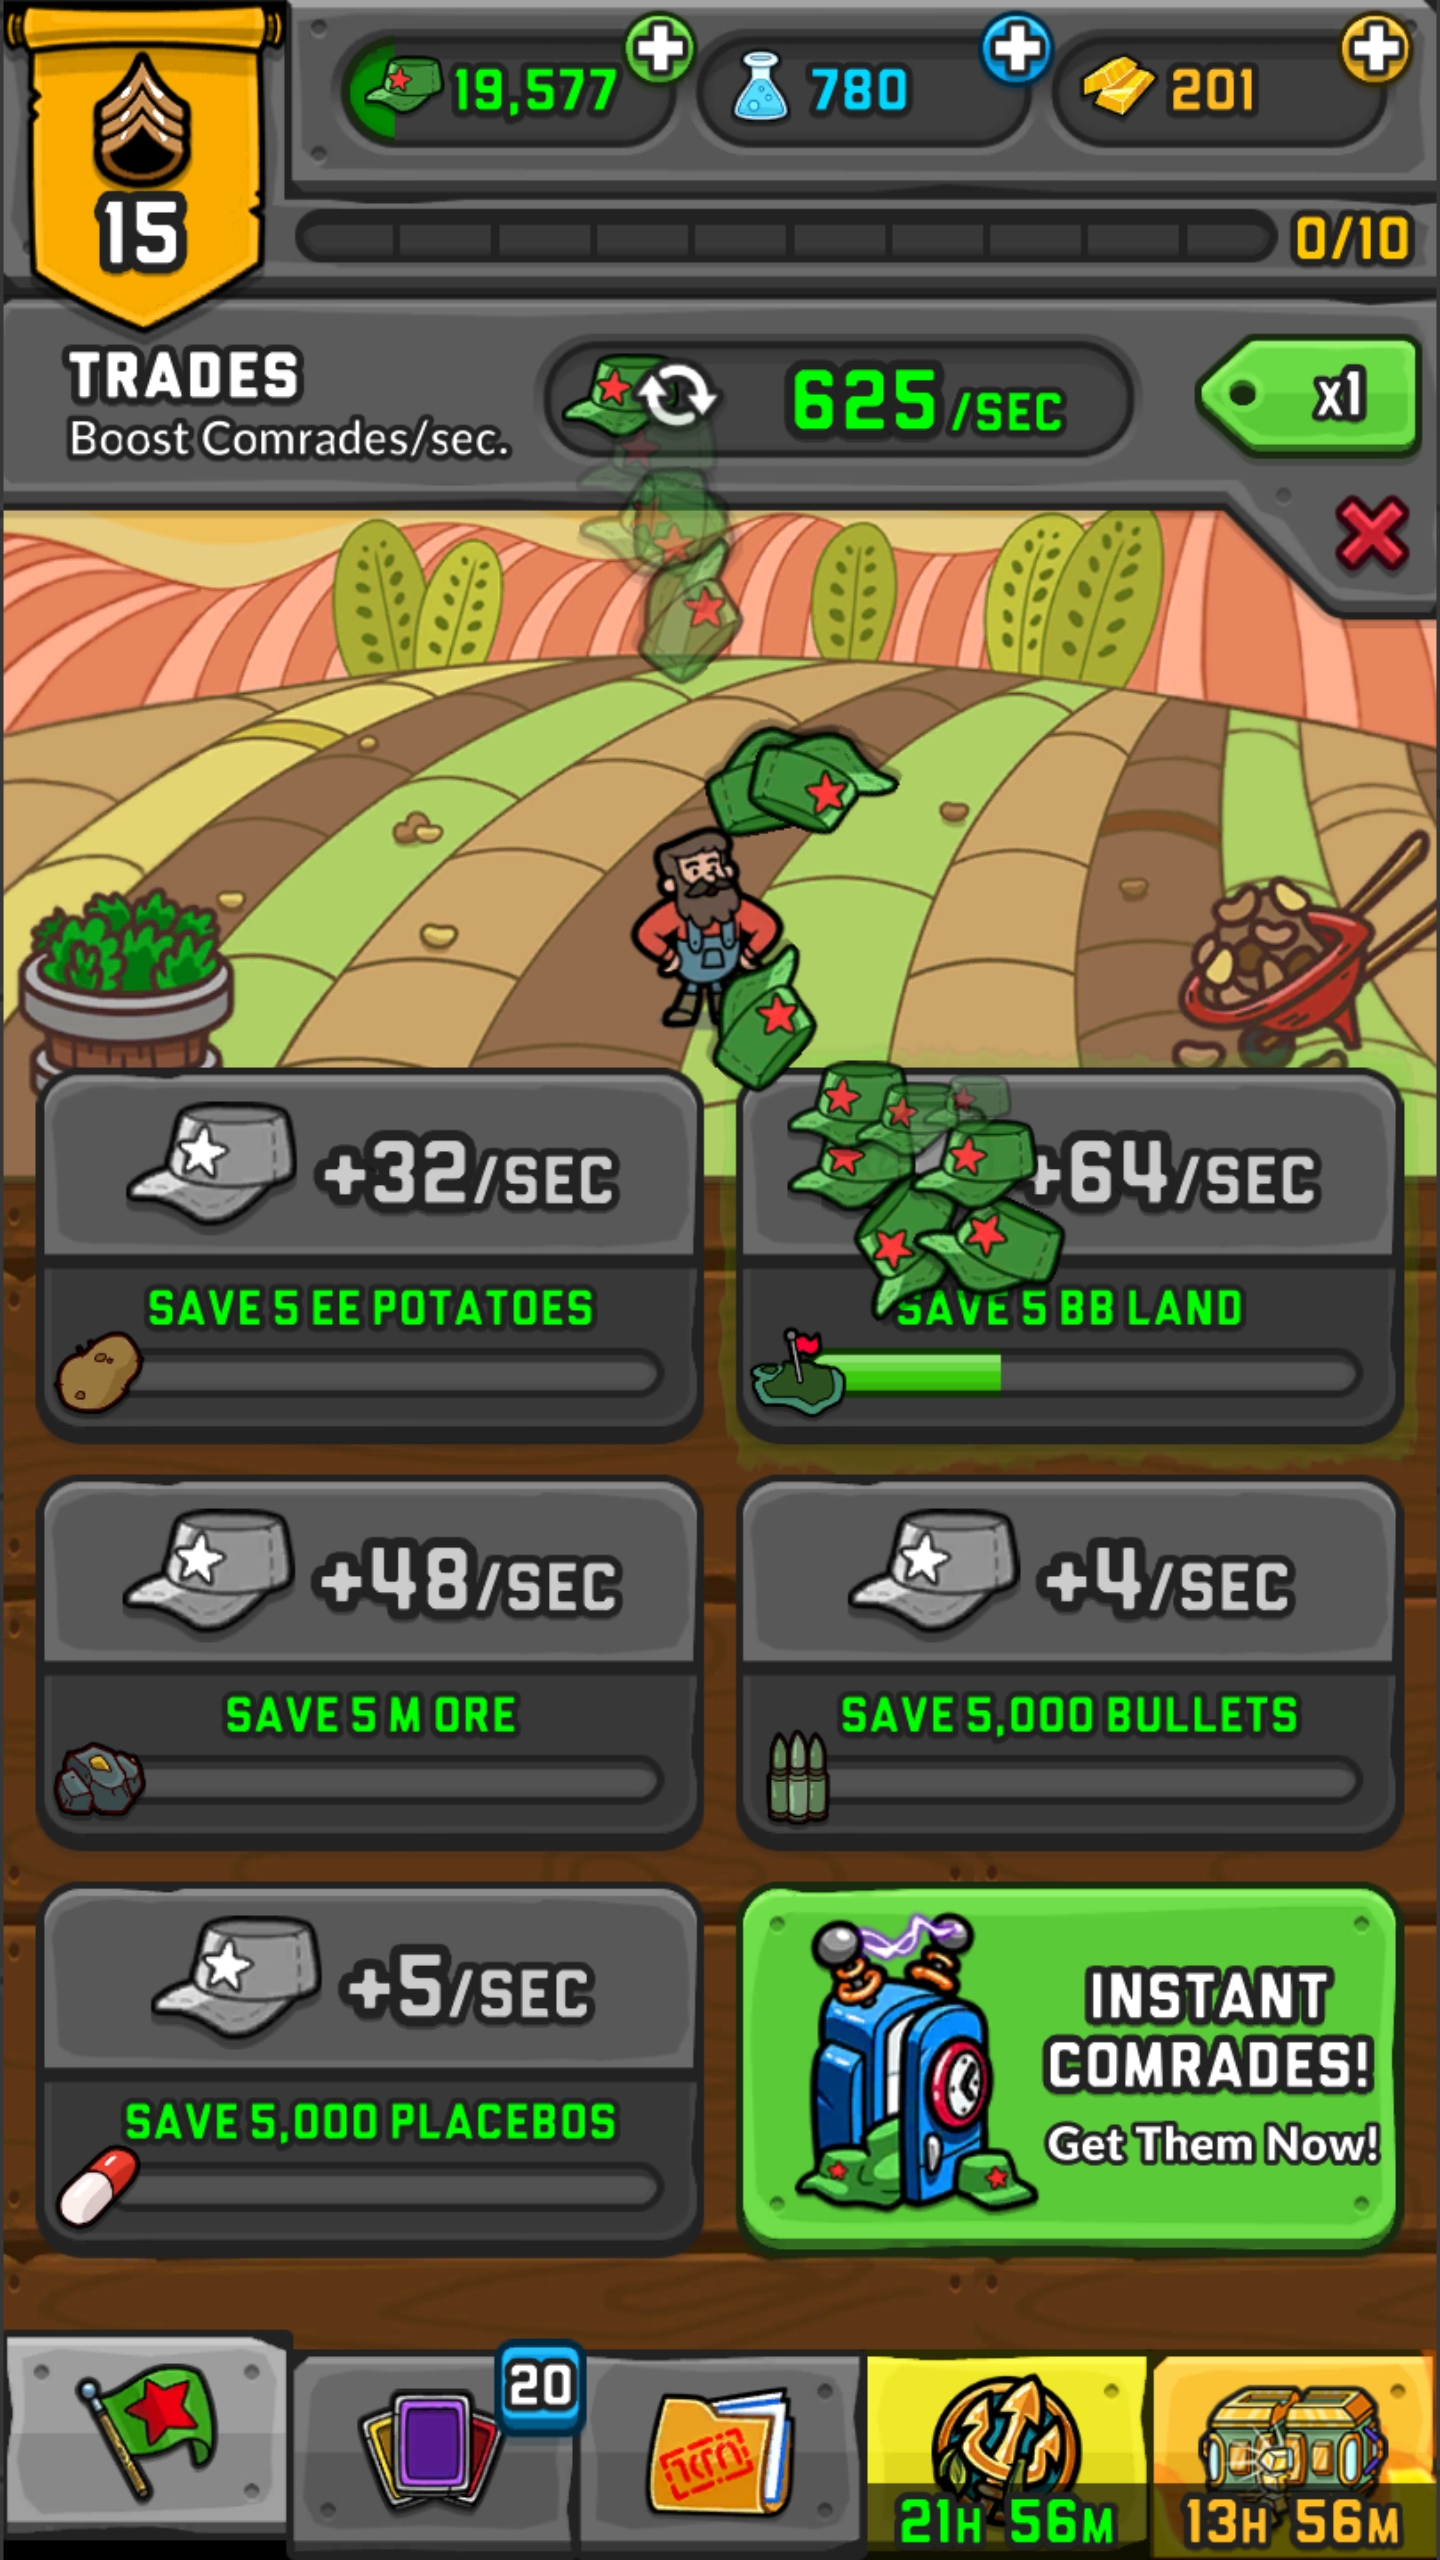 19,577
780
201
15
0/10
TRADES
Boost Comrades/sec.
625/SEC
x1
+32/SEC
+64/SEC
SAVE 5 EE POTATOES
SAVE 5 BB LAND
+48/SEC
+4/SEC
SAVE 5 M ORE
SAVE 5,000 BULLETS
+5/SEC
INSTANT
COMRADES!
SAVE 5,000 PLACEBOS
Get Them Now!
20
21H 56M
13H 56M